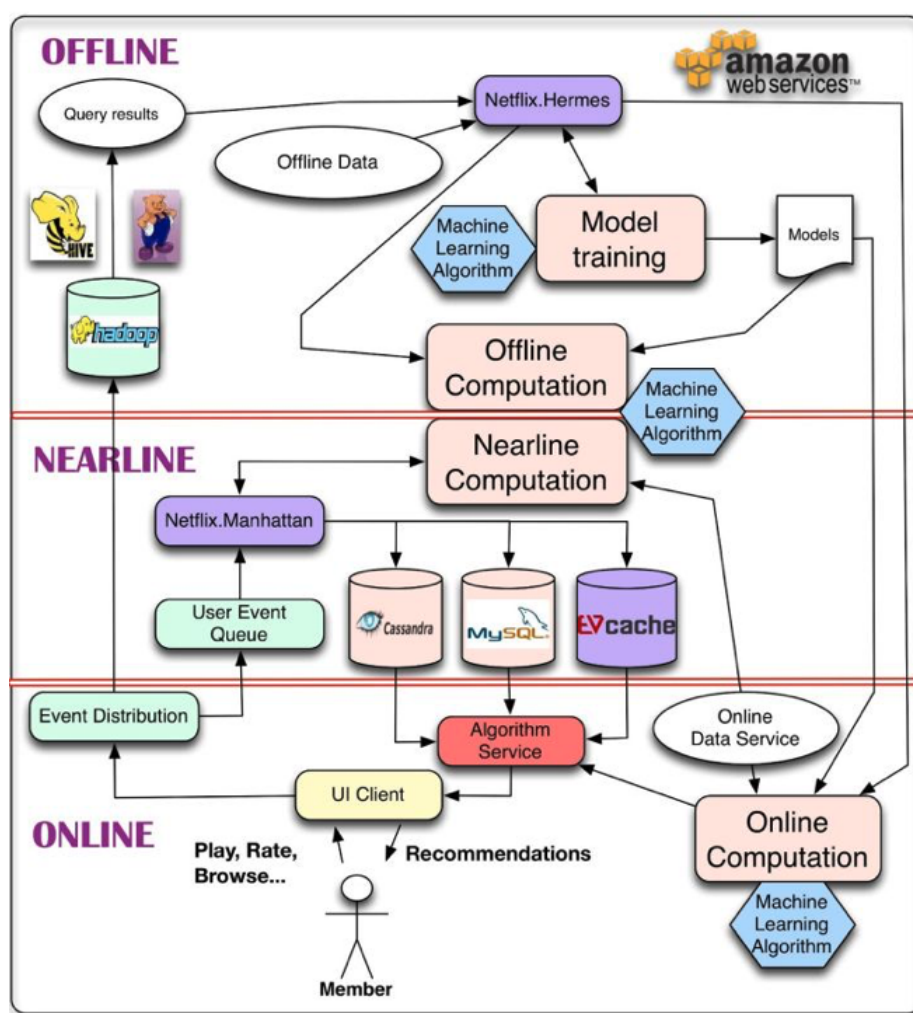 OFFLINE
amazon
web services™
Query results
Netflix.Hermes
Offline Data
HIVE
Machine
Learning
Algorithm
Model
training
Models
hadoop
Offline
Computation
Machine
Learning
Algorithm
NEARLINE
Nearline
Computation
Netflix.Manhattan
User Event
Queue
Cassandra
MySQL.
EVcache
Event Distribution
Algorithm
Service
Online
Data Service
UI Client
ONLINE
Play, Rate,
Browse...
Recommendations
Online
Computation
Machine
Learning
Algorithm
Member